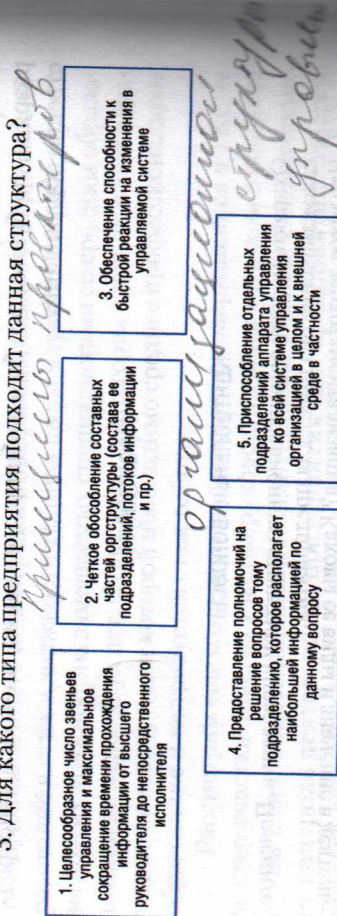 3. Для какого типа предприятия подходит данная структура?
принципы проектиров
1. Целесообразное число звеньев
управления и максимальное
сокращение времени прохождения
информации от высшего
руководителя до непосредственного
исполнителя
2. Четкое обособление составных
частей оргструктуры (состава ее
подразделений, потоков информации
и пр.)
3. Обеспечение способности к
быстрой реакции на изменения в
управляемой системе
организационной
структуры
управлен
4. Предоставление полномочий на
решение вопросов тому
подразделению, которое располагает
наибольшей информацией по
данному вопросу
5. Приспособление отдельных
подразделений аппарата управления
ко всей системе управления
организацией в целом и к внешней
среде в частности